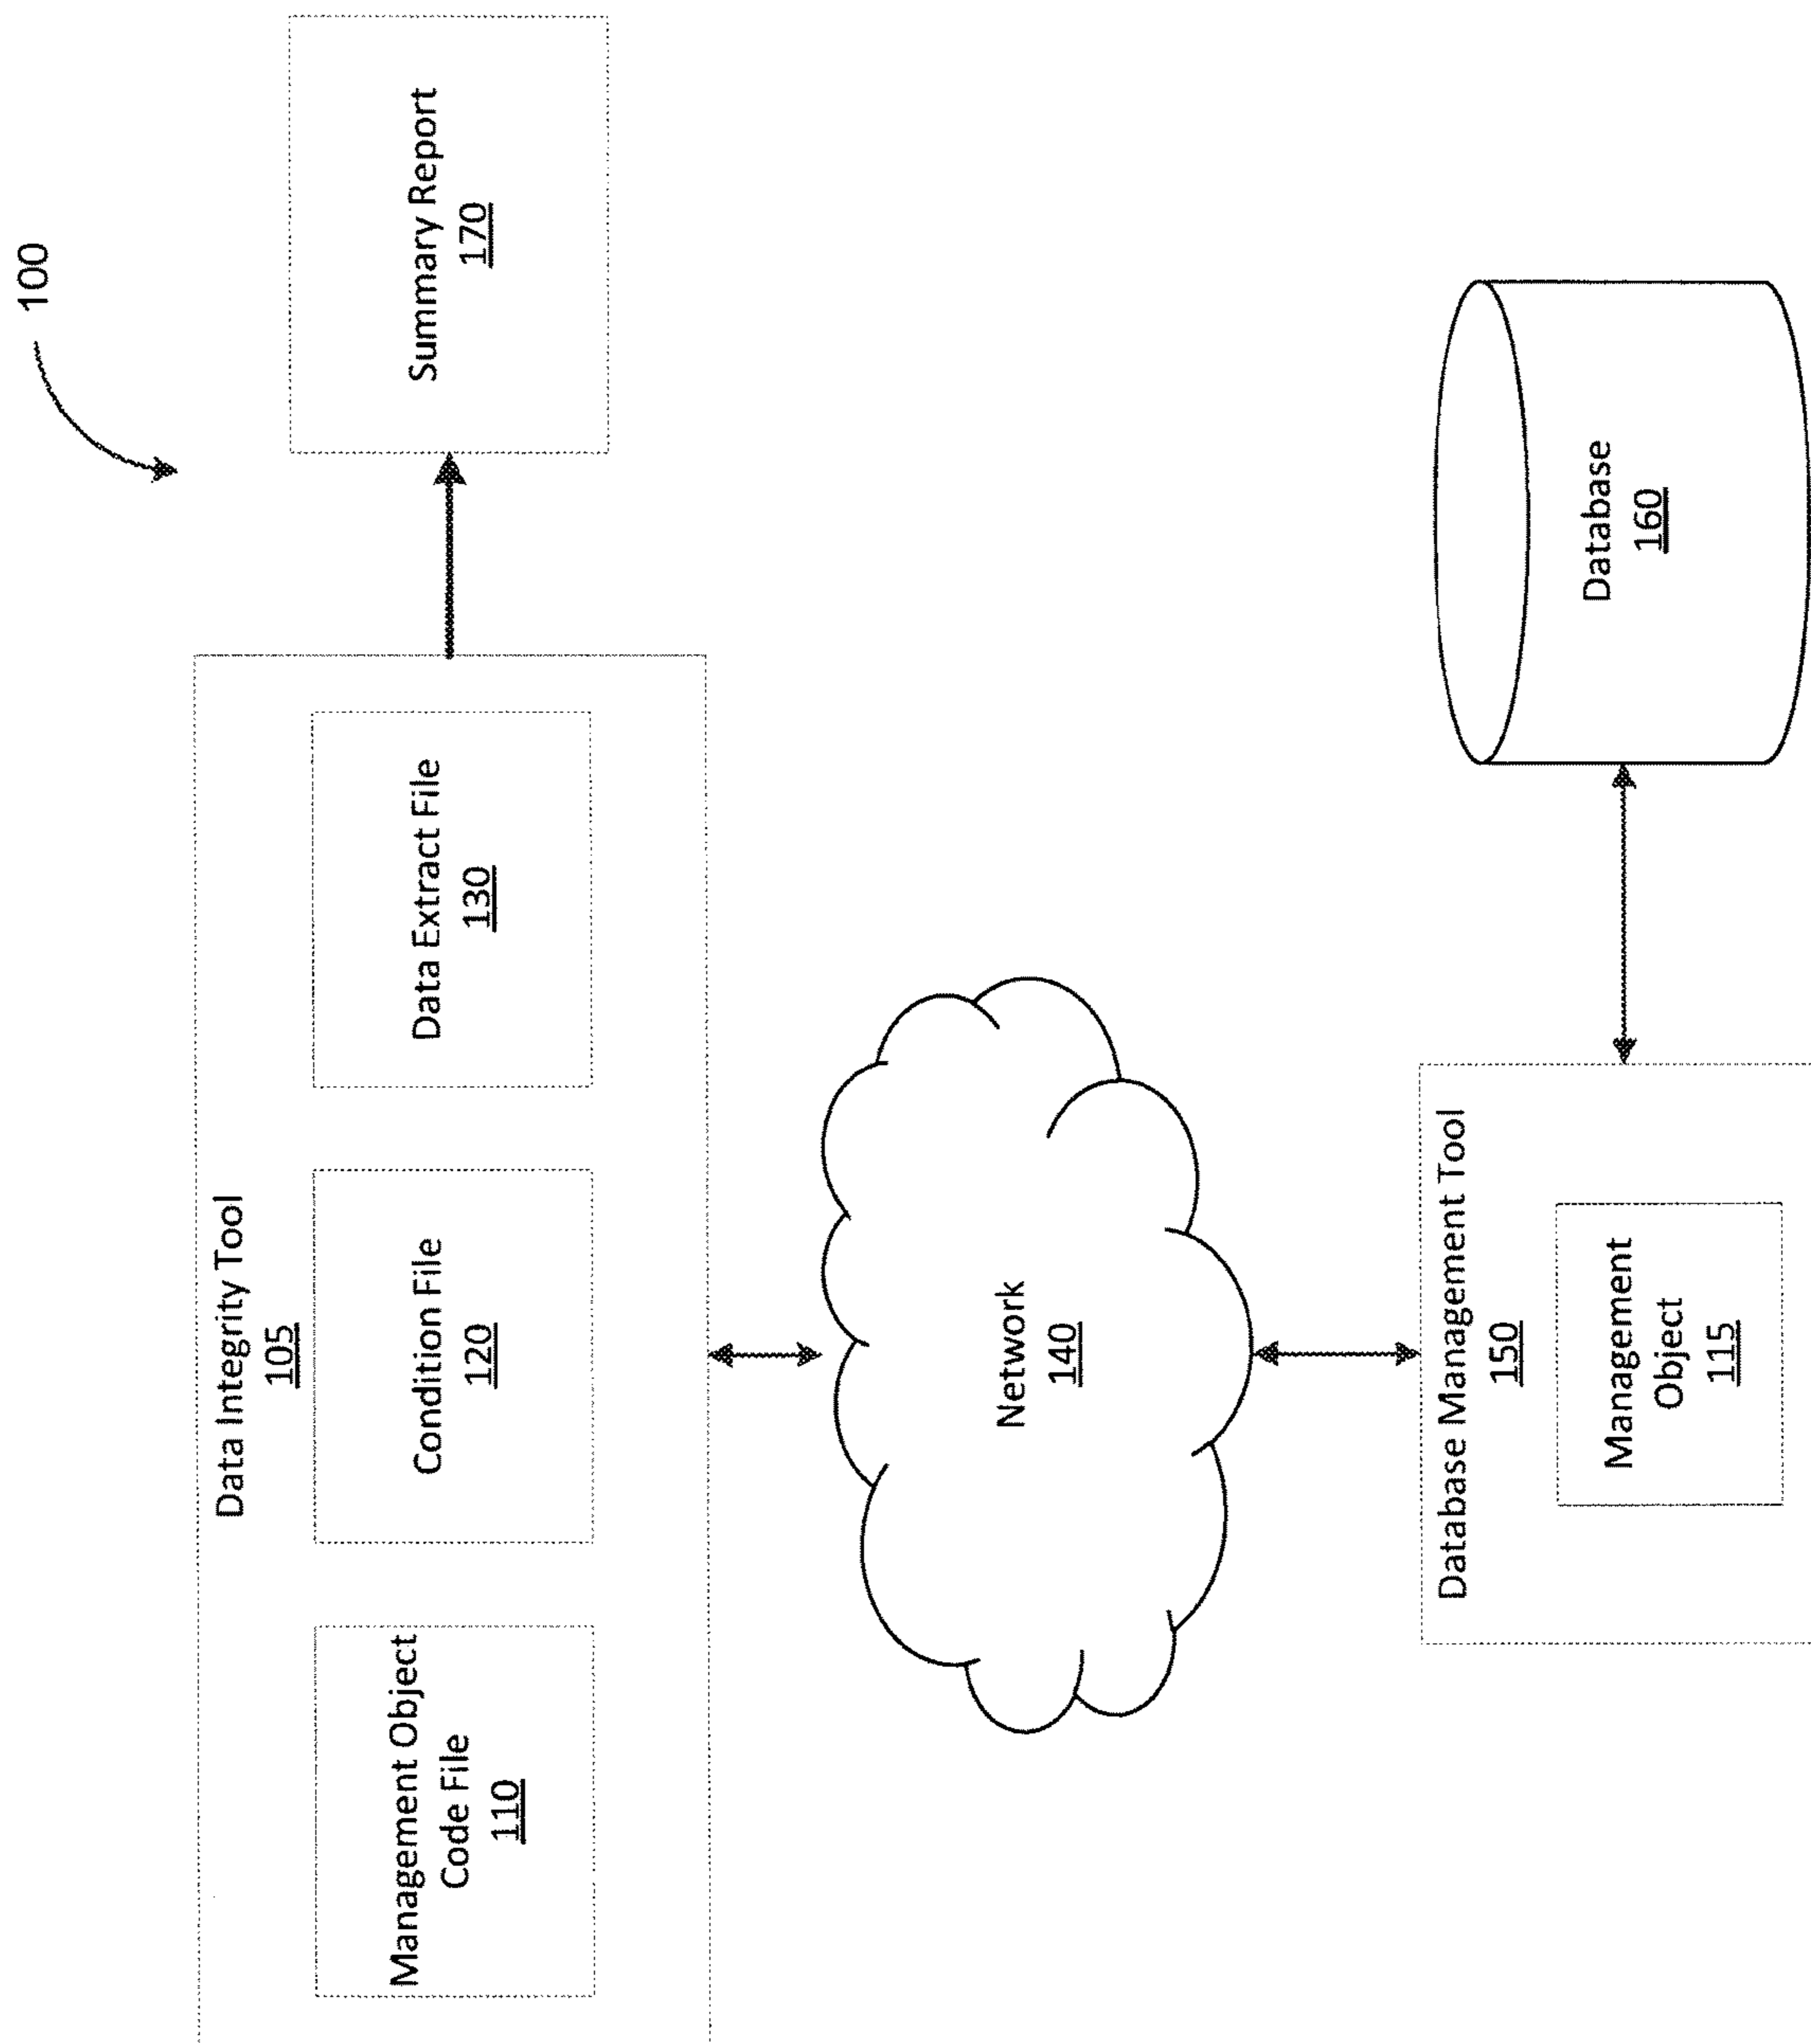 100
Data Integrity Tool
105
Management Object
Code File
110
Condition File
120
Data Extract File
130
Summary Report
170
Network
140
Database Management Tool
150
Management
Object
115
Database
160